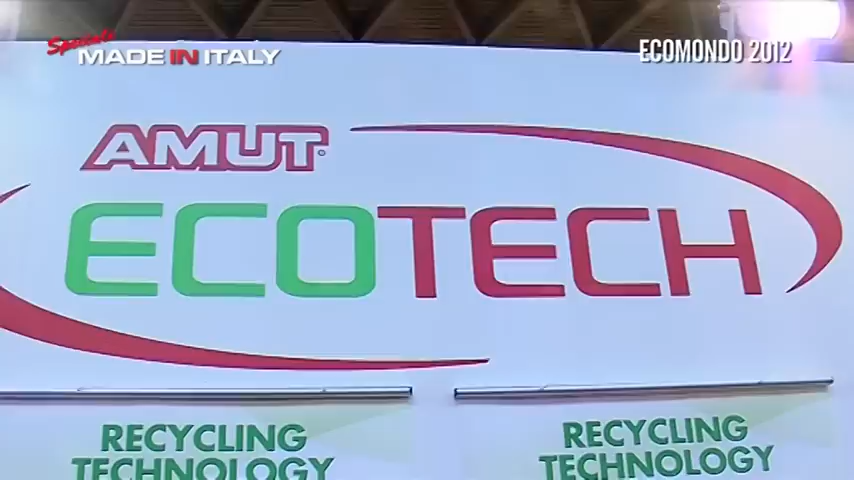 Speciale
MADE IN ITALY
ECOMONDO 2012
AMUT®
ECOTECH
RECYCLING
TECHNOLOGY
RECYCLING
TECHNOLOGY